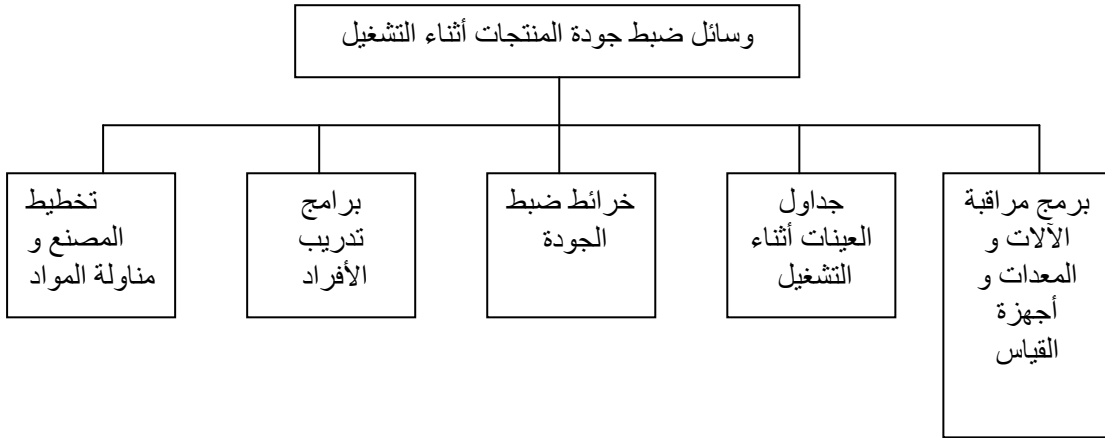 وسائل ضبط جودة المنتجات أثناء التشغيل
برمج مراقبة
الآلات و
المعدات و
أجهزة
القياس
جداول
العينات أثناء
التشغيل
خرائط ضبط
الجودة
برامج
تدريب
الأفراد
تخطيط
المصنع و
مناولة المواد